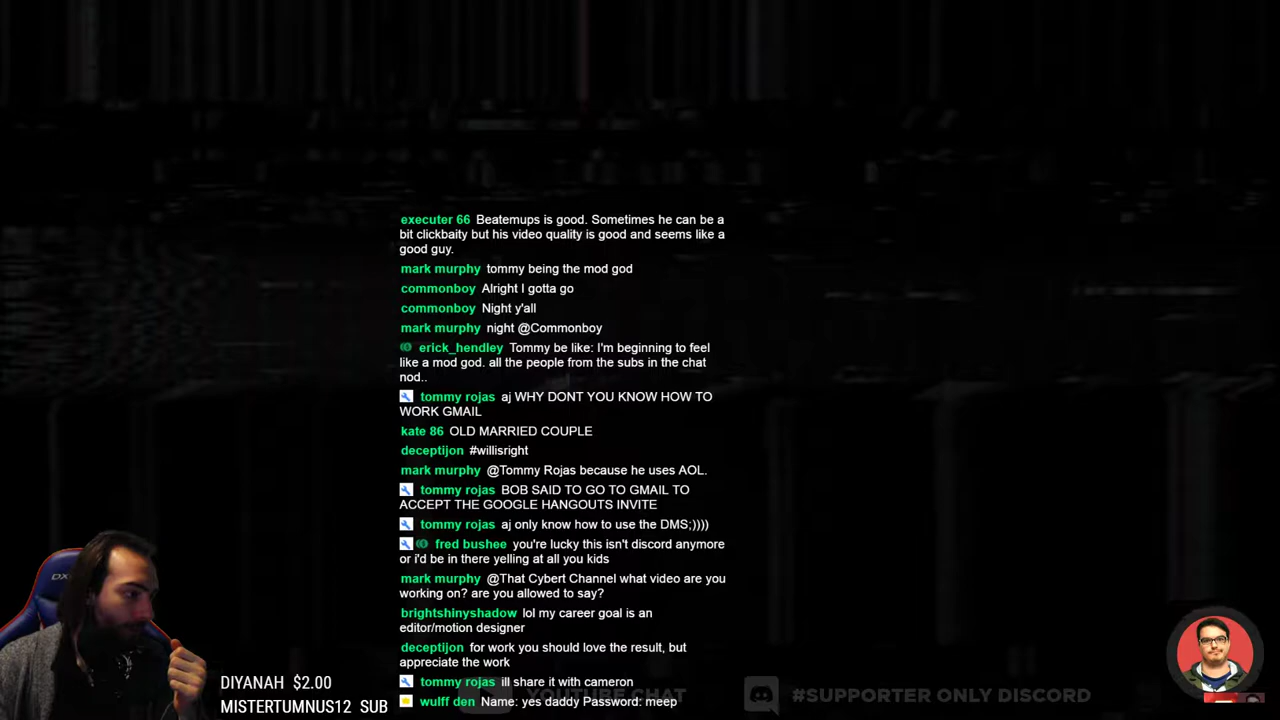 executer 66 Beatemups is good. Sometimes he can be a
bit clickbaity but his video quality is good and seems like a
good guy.
mark murphy tommy being the mod god
commonboy Alright I gotta go
commonboy Night y'all
mark murphy night @Commonboy
erick_hendley Tommy be like: I'm beginning to feel
like a mod god. all the people from the subs in the chat
nod..
tommy rojas aj WHY DONT YOU KNOW HOW TO
WORK GMAIL
kate 86 OLD MARRIED COUPLE
deceptijon #willisright
mark murphy @Tommy Rojas because he uses AOL.
tommy rojas BOB SAID TO GO TO GMAIL TO
ACCEPT THE GOOGLE HANGOUTS INVITE
tommy rojas aj only know how to use the DMS;))))
fred bushee you're lucky this isn't discord anymore
or i'd be in there yelling at all you kids
mark murphy @That Cybert Channel what video are you
working on? are you allowed to say?
brightshinyshadow lol my career goal is an
editor/motion designer
deceptijon for work you should love the result, but
appreciate the work
tommy rojas ill share it with cameron
wulff den Name: yes daddy Password: meep
DX
DIYANAH $2.00
MISTERTUMNUS12 SUB
YOUTUBE CHAT
#SUPPORTER ONLY DISCORD